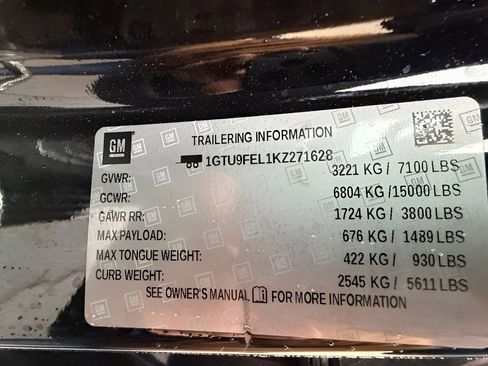 GM
TRAILERING INFORMATION
1GTU9FEL1KZ271628
GVWR: 3221 KG / 7100 LBS
GCWR: 6804 KG / 15000 LBS
GAWR RR: 1724 KG / 3800 LBS
MAX PAYLOAD: 676 KG / 1489 LBS
MAX TONGUE WEIGHT: 422 KG / 930 LBS
CURB WEIGHT: 2545 KG / 5611 LBS
SEE OWNER'S MANUAL FOR MORE INFORMATION